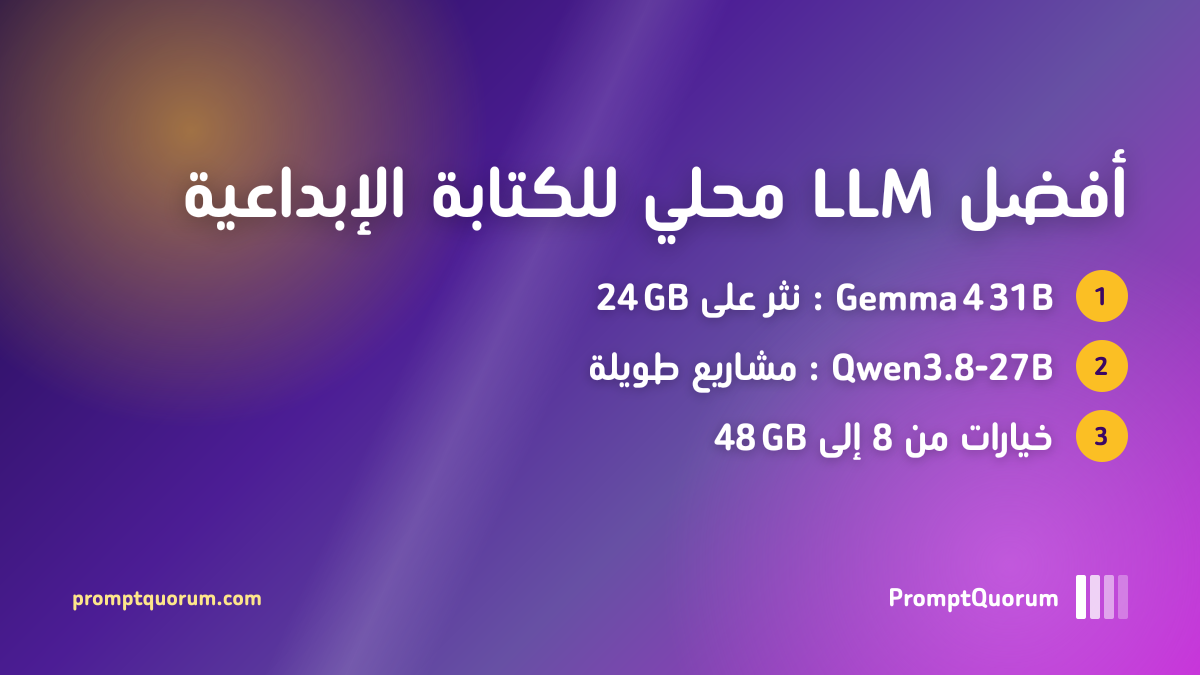 أفضل LLM محلي للكتابة الإبداعية
1 Gemma 4 31B : نثر على 24 GB
2 Qwen3.8-27B : مشاريع طويلة
3 خيارات من 8 إلى 48 GB
PromptQuorum
promptquorum.com